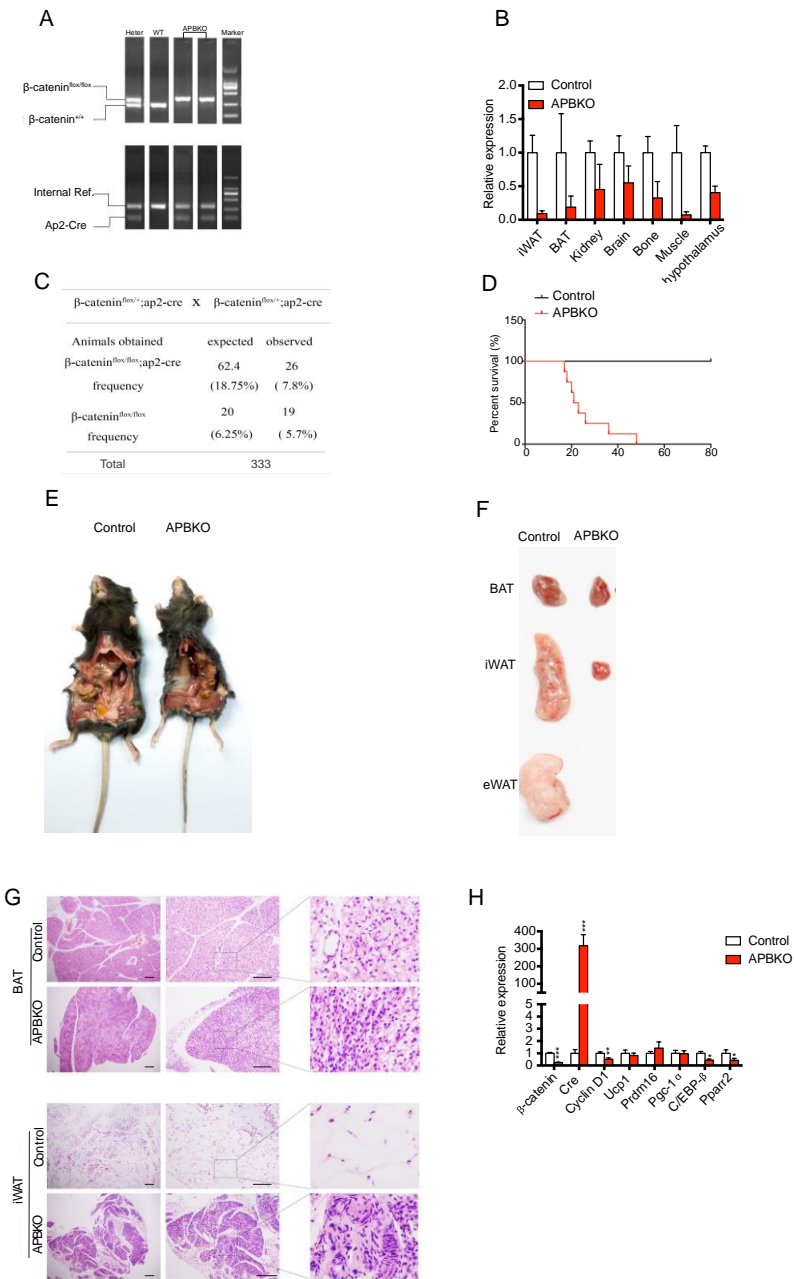 A
Heter WT APBKO Marker
β-catenin^flox/flox
β-catenin^+/+
Internal Ref.
Ap2-Cre
B
Control
APBKO
Relative expression
2.0
1.5
1.0
0.5
0.0
iWAT
BAT
Kidney
Brain
Bone
Muscle
hypothalamus
C
β-catenin^flox/+;ap2-cre X β-catenin^flox/+;ap2-cre
Animals obtained expected observed
β-catenin^flox/flox;ap2-cre 62.4 26
frequency (18.75%) ( 7.8%)
β-catenin^flox/flox 20 19
frequency (6.25%) ( 5.7%)
Total 333
D
Control
APBKO
Percent survival (%)
150
100
50
0
0 20 40 60 80
E
Control APBKO
F
Control APBKO
BAT
iWAT
eWAT
G
BAT
Control
APBKO
iWAT
Control
APBKO
H
Control
APBKO
Relative expression
400
300
200
100
5
4
3
2
1
0
***
***
**
*
*
β-catenin
Cre
Cyclin D1
Ucp1
Prdm16
Pgc-1α
C/EBP-β
Pparr2